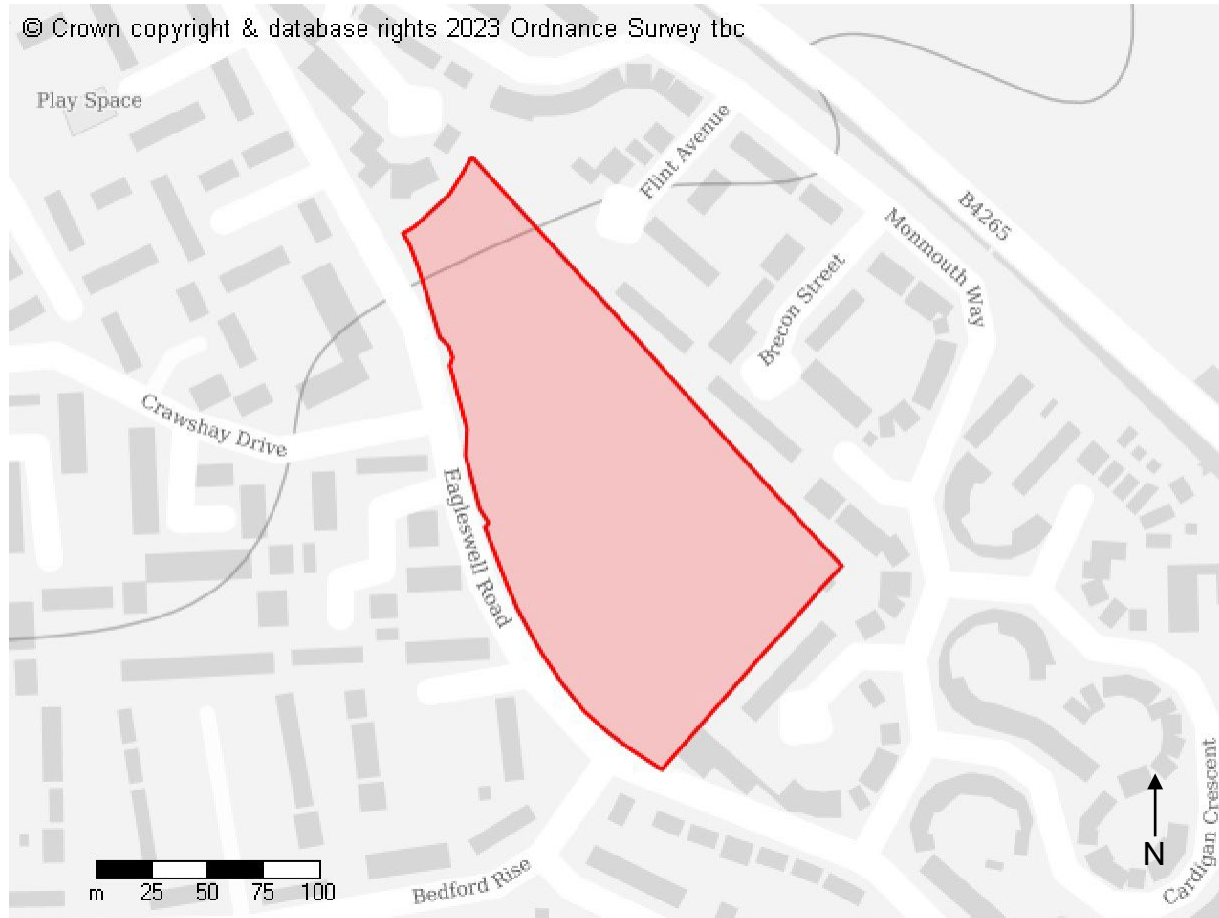 © Crown copyright & database rights 2023 Ordnance Survey tbc
Play Space
Flint Avenue
B4265
Monmouth Way
Brecon Street
Crawshay Drive
Eagleswell Road
Cardigan Crescent
N
m 25 50 75 100
Bedford Rise